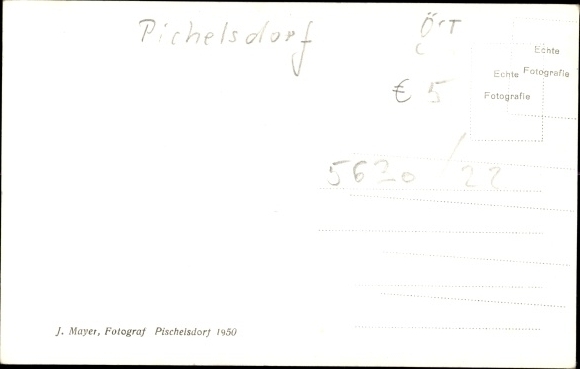 Pichelsdorf
ÖST
€ 5
Echte
Fotografie
Echte
Fotografie
5620 / 22
J. Mayer, Fotograf Pischelsdorf 1950